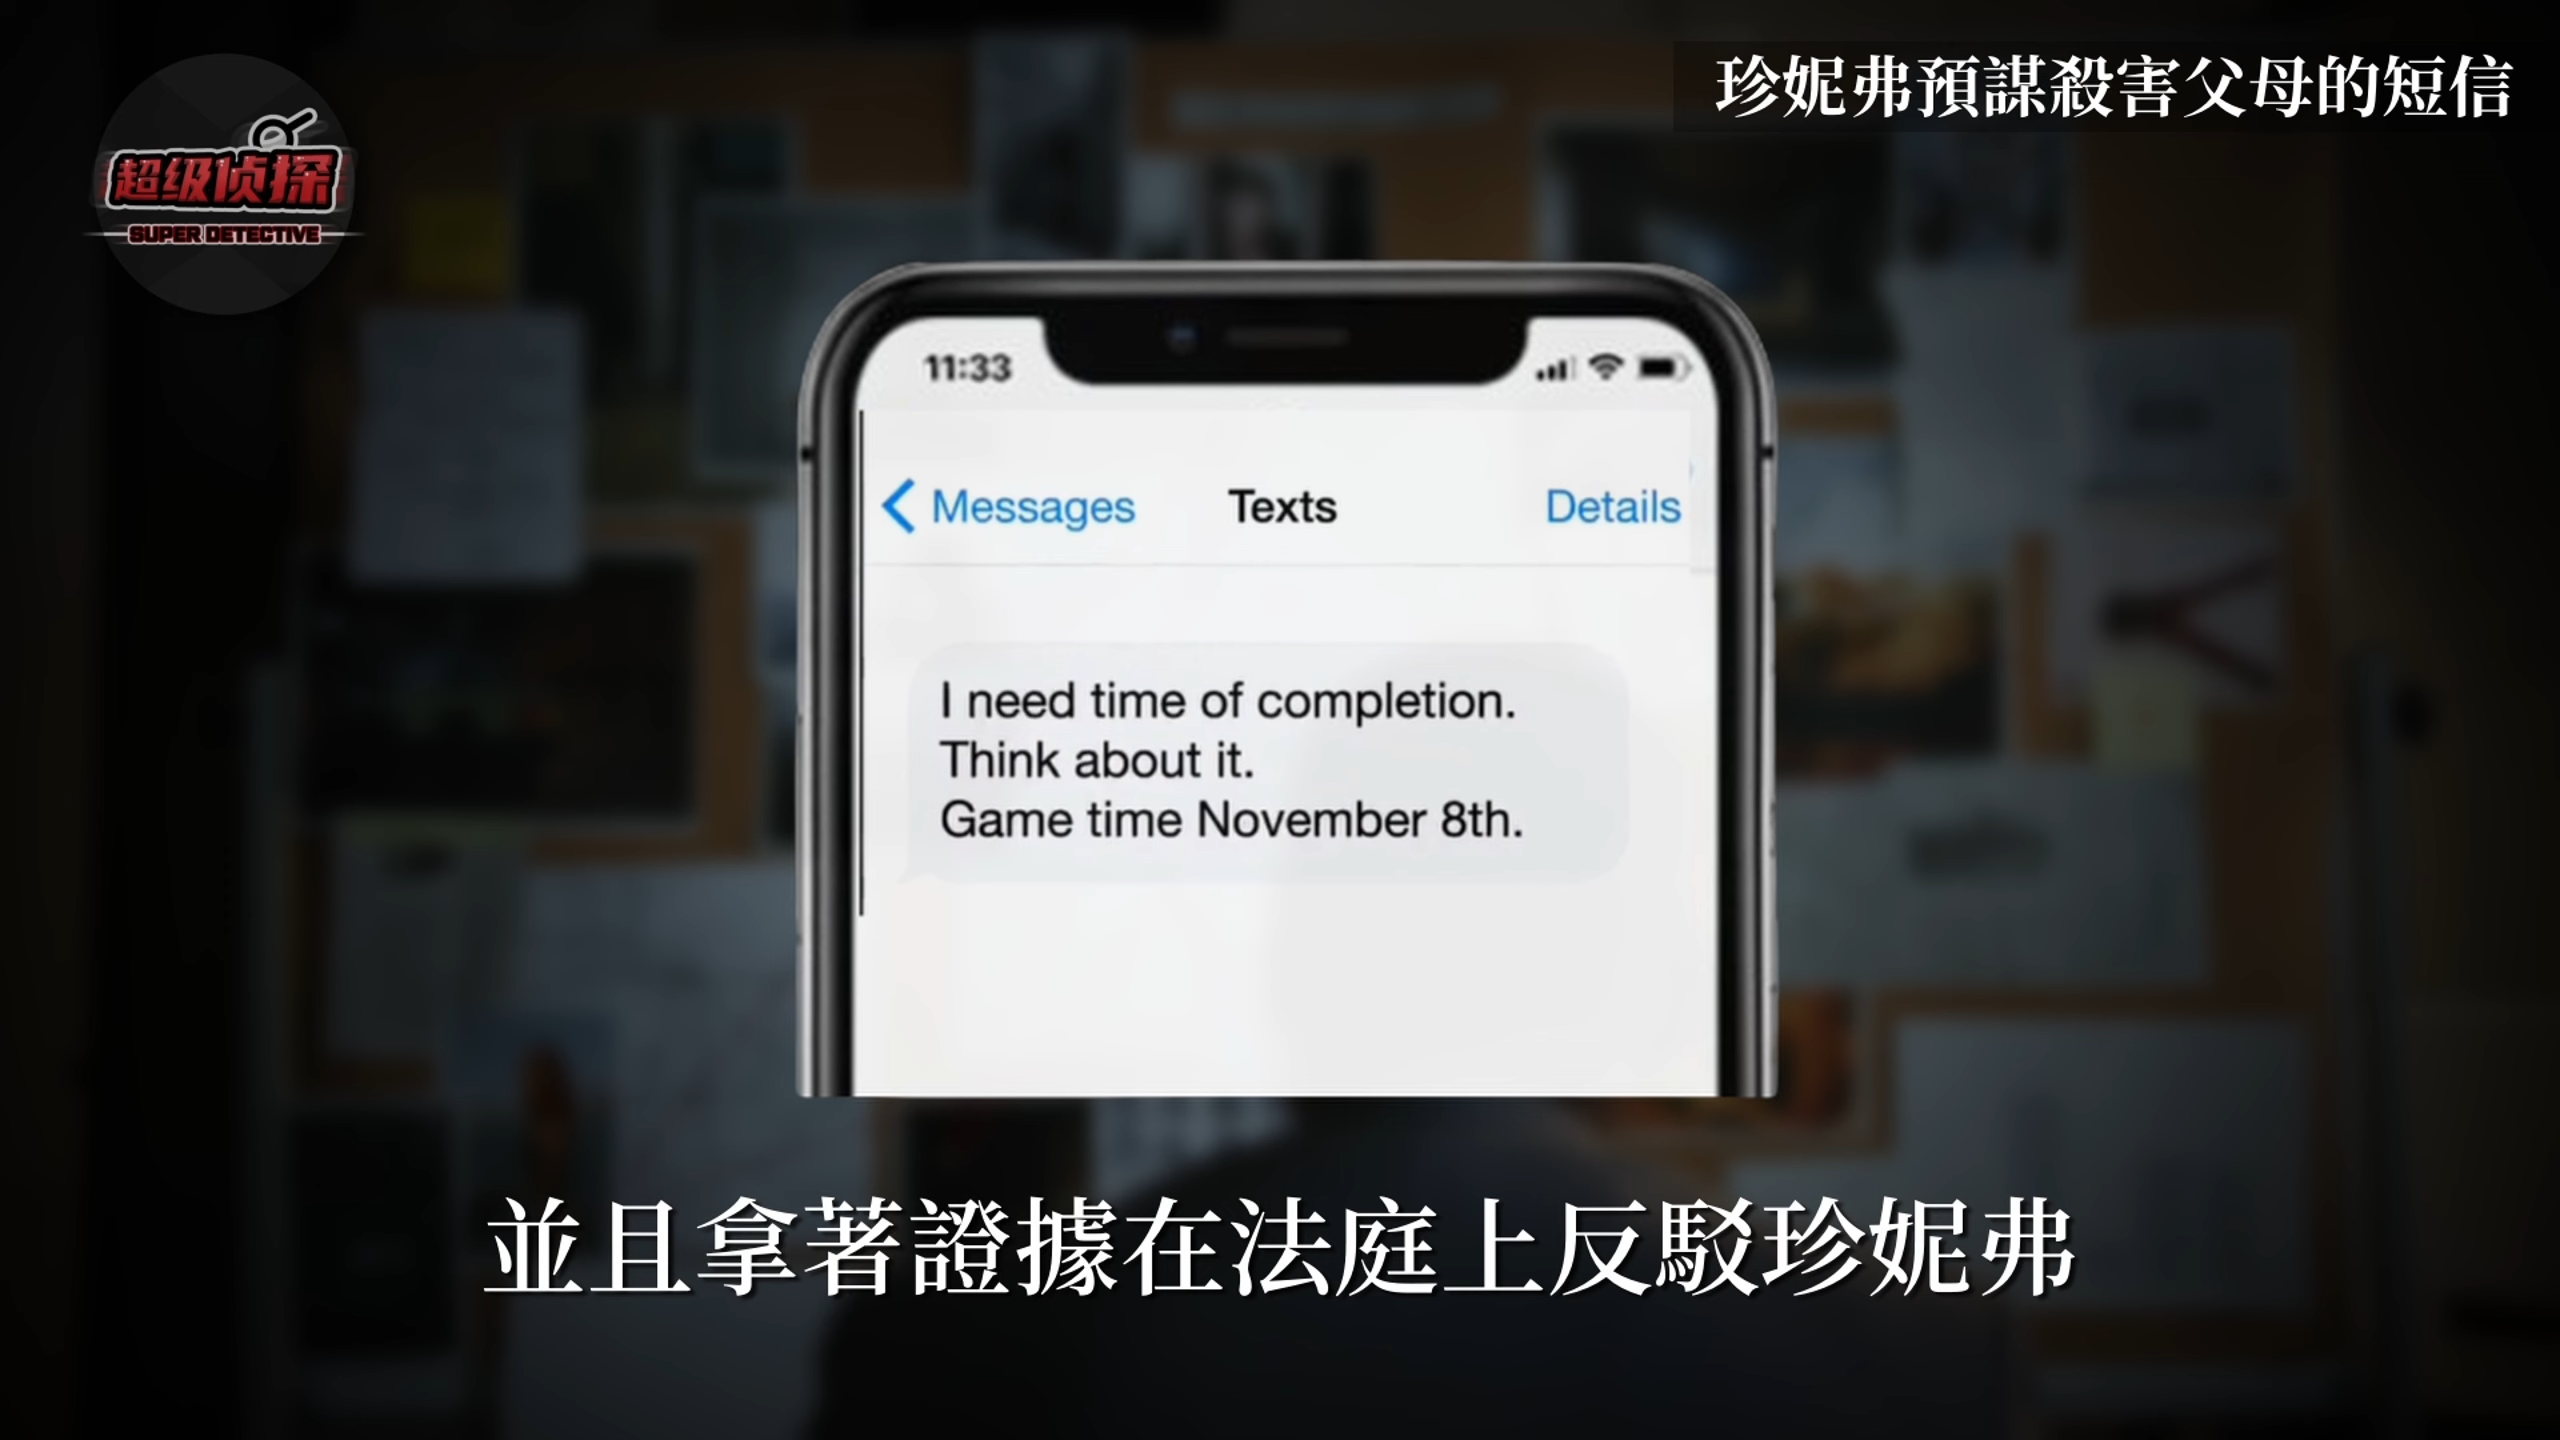 珍妮弗預謀殺害父母的短信
超级侦探
SUPER DETECTIVE
11:33
Messages
Texts
Details
I need time of completion.
Think about it.
Game time November 8th.
並且拿著證據在法庭上反駁珍妮弗